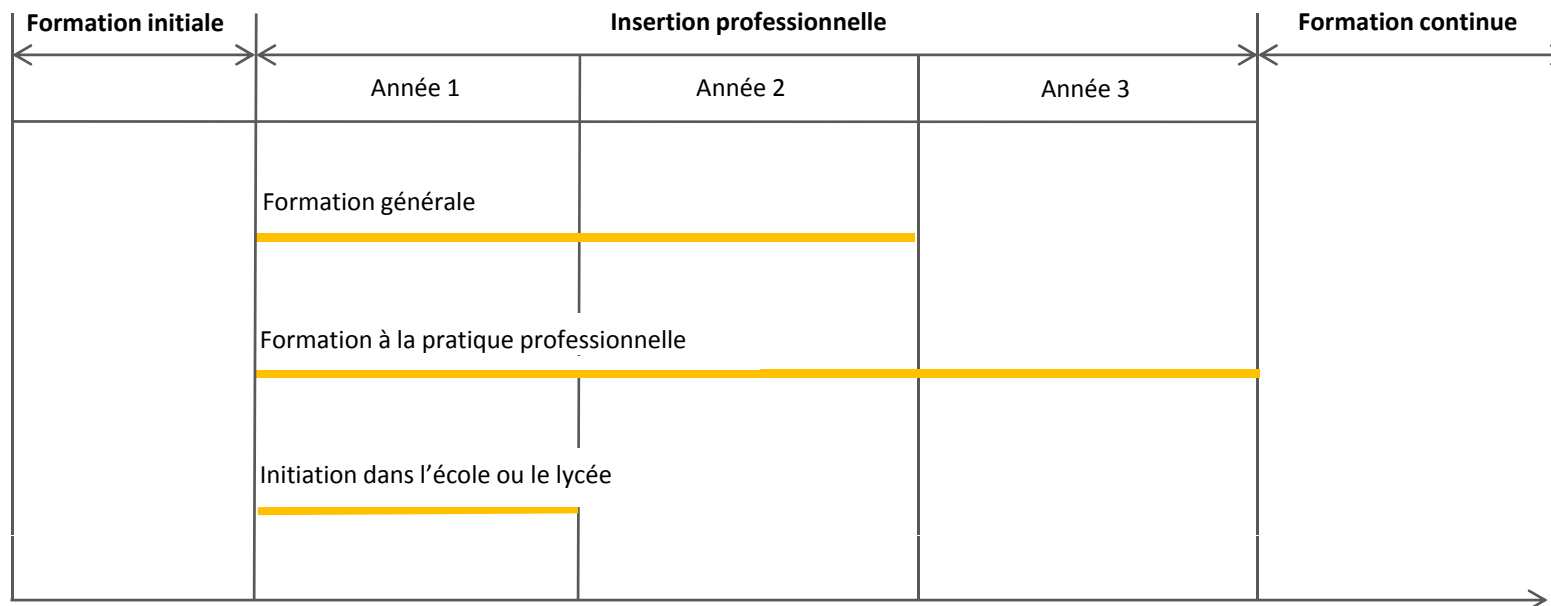 Formation initiale
Insertion professionnelle
Formation continue
Année 1
Année 2
Année 3
Formation générale
Formation à la pratique professionnelle
Initiation dans l’école ou le lycée